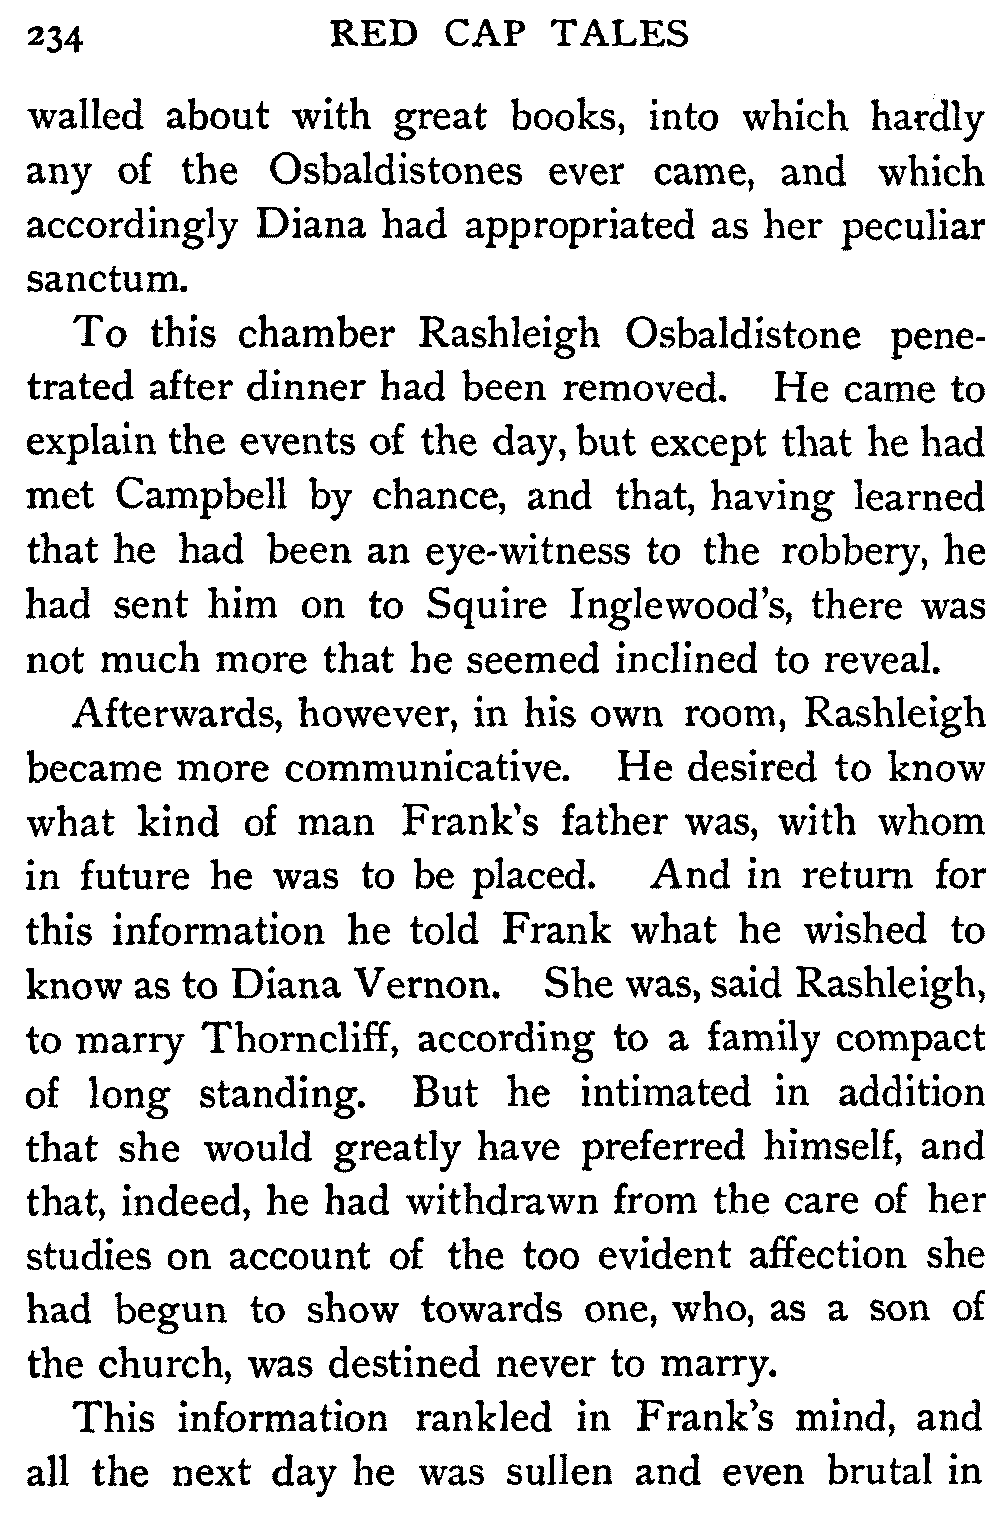 234 RED CAP TALES
walled about with great books, into which hardly
any of the Osbaldistones ever came, and which
accordingly Diana had appropriated as her peculiar
sanctum.
To this chamber Rashleigh Osbaldistone pene-
trated after dinner had been removed. He came to
explain the events of the day, but except that he had
met Campbell by chance, and that, having learned
that he had been an eye-witness to the robbery, he
had sent him on to Squire Inglewood's, there was
not much more that he seemed inclined to reveal.
Afterwards, however, in his own room, Rashleigh
became more communicative. He desired to know
what kind of man Frank's father was, with whom
in future he was to be placed. And in return for
this information he told Frank what he wished to
know as to Diana Vernon. She was, said Rashleigh,
to marry Thorncliff, according to a family compact
of long standing. But he intimated in addition
that she would greatly have preferred himself, and
that, indeed, he had withdrawn from the care of her
studies on account of the too evident affection she
had begun to show towards one, who, as a son of
the church, was destined never to marry.
This information rankled in Frank's mind, and
all the next day he was sullen and even brutal in